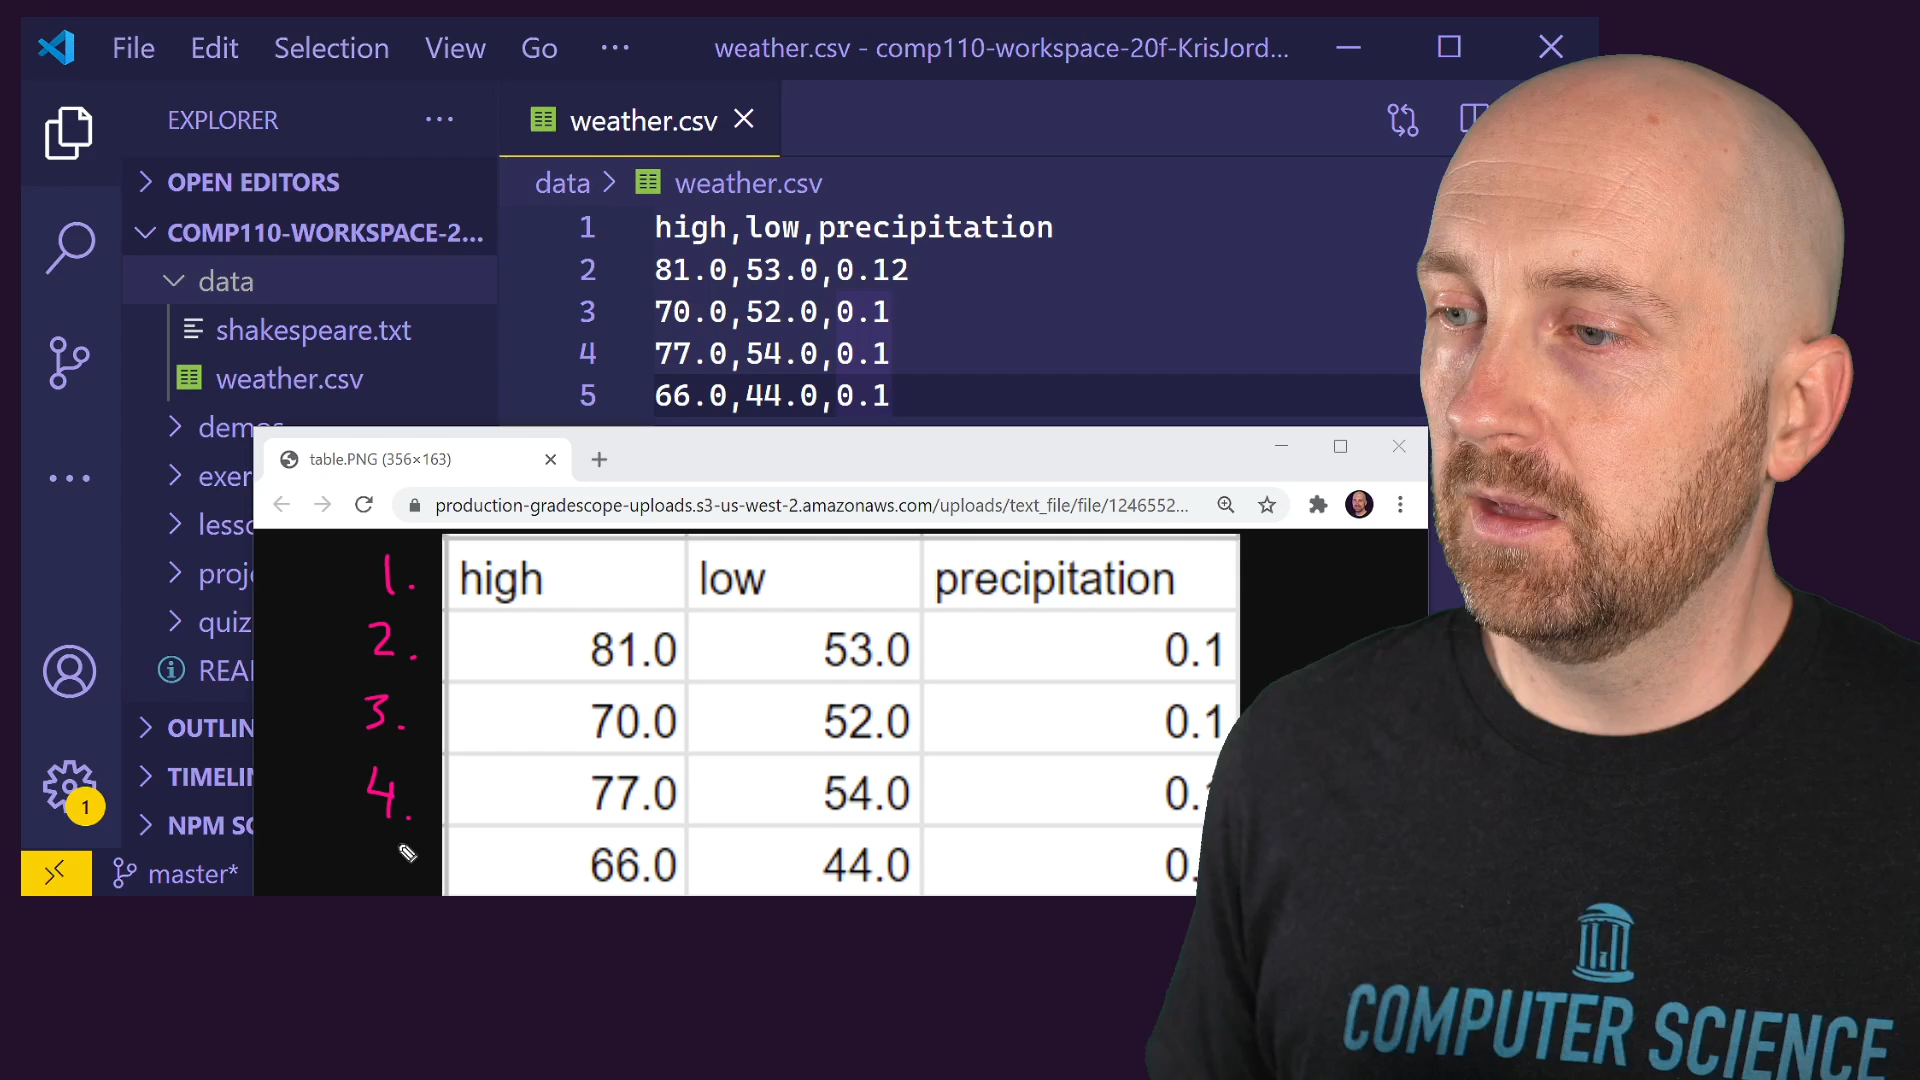 File Edit Selection View Go ··· weather.csv - comp110-workspace-20f-KrisJord...
EXPLORER ···
weather.csv
OPEN EDITORS
data > weather.csv
COMP110-WORKSPACE-2...
data
shakespeare.txt
weather.csv
1 high,low,precipitation
2 81.0,53.0,0.12
3 70.0,52.0,0.1
4 77.0,54.0,0.1
5 66.0,44.0,0.1
table.PNG (356×163)
production-gradescope-uploads.s3-us-west-2.amazonaws.com/uploads/text_file/file/1246552...
1. high low precipitation
2. 81.0 53.0 0.1
3. 70.0 52.0 0.1
4. 77.0 54.0
66.0 44.0
quiz
TIMELIN
1
master*
COMPUTER SCIENCE